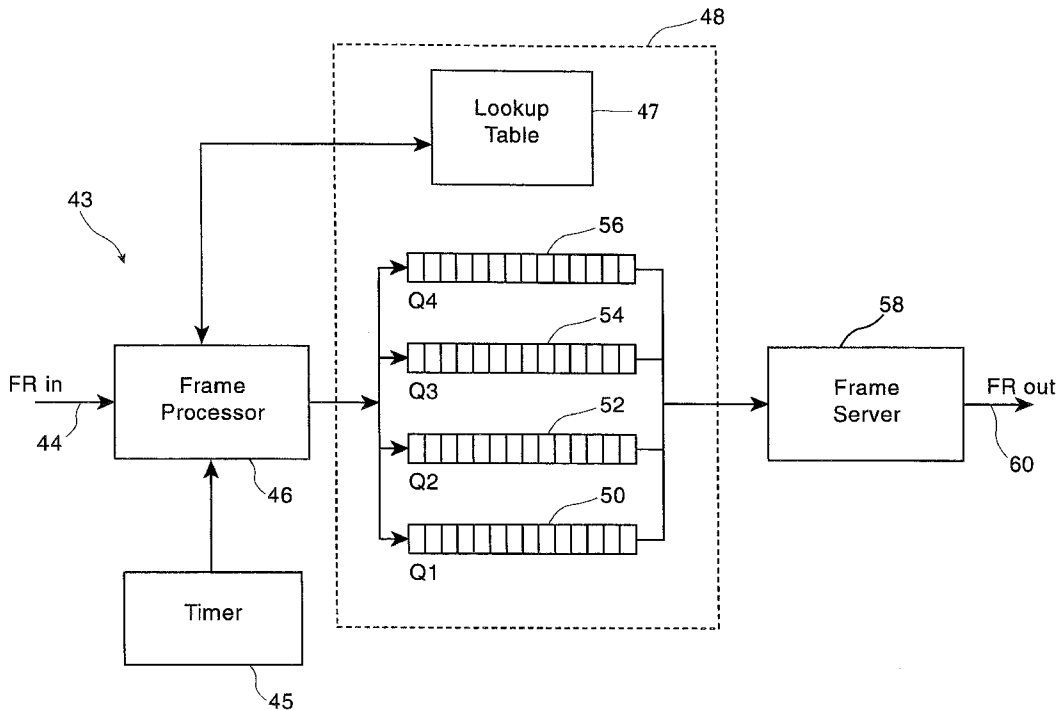 48
Lookup
Table
47
43
56
Q4
54
Q3
52
Q2
50
Q1
58
FR in
44
Frame
Processor
46
Frame
Server
FR out
60
Timer
45